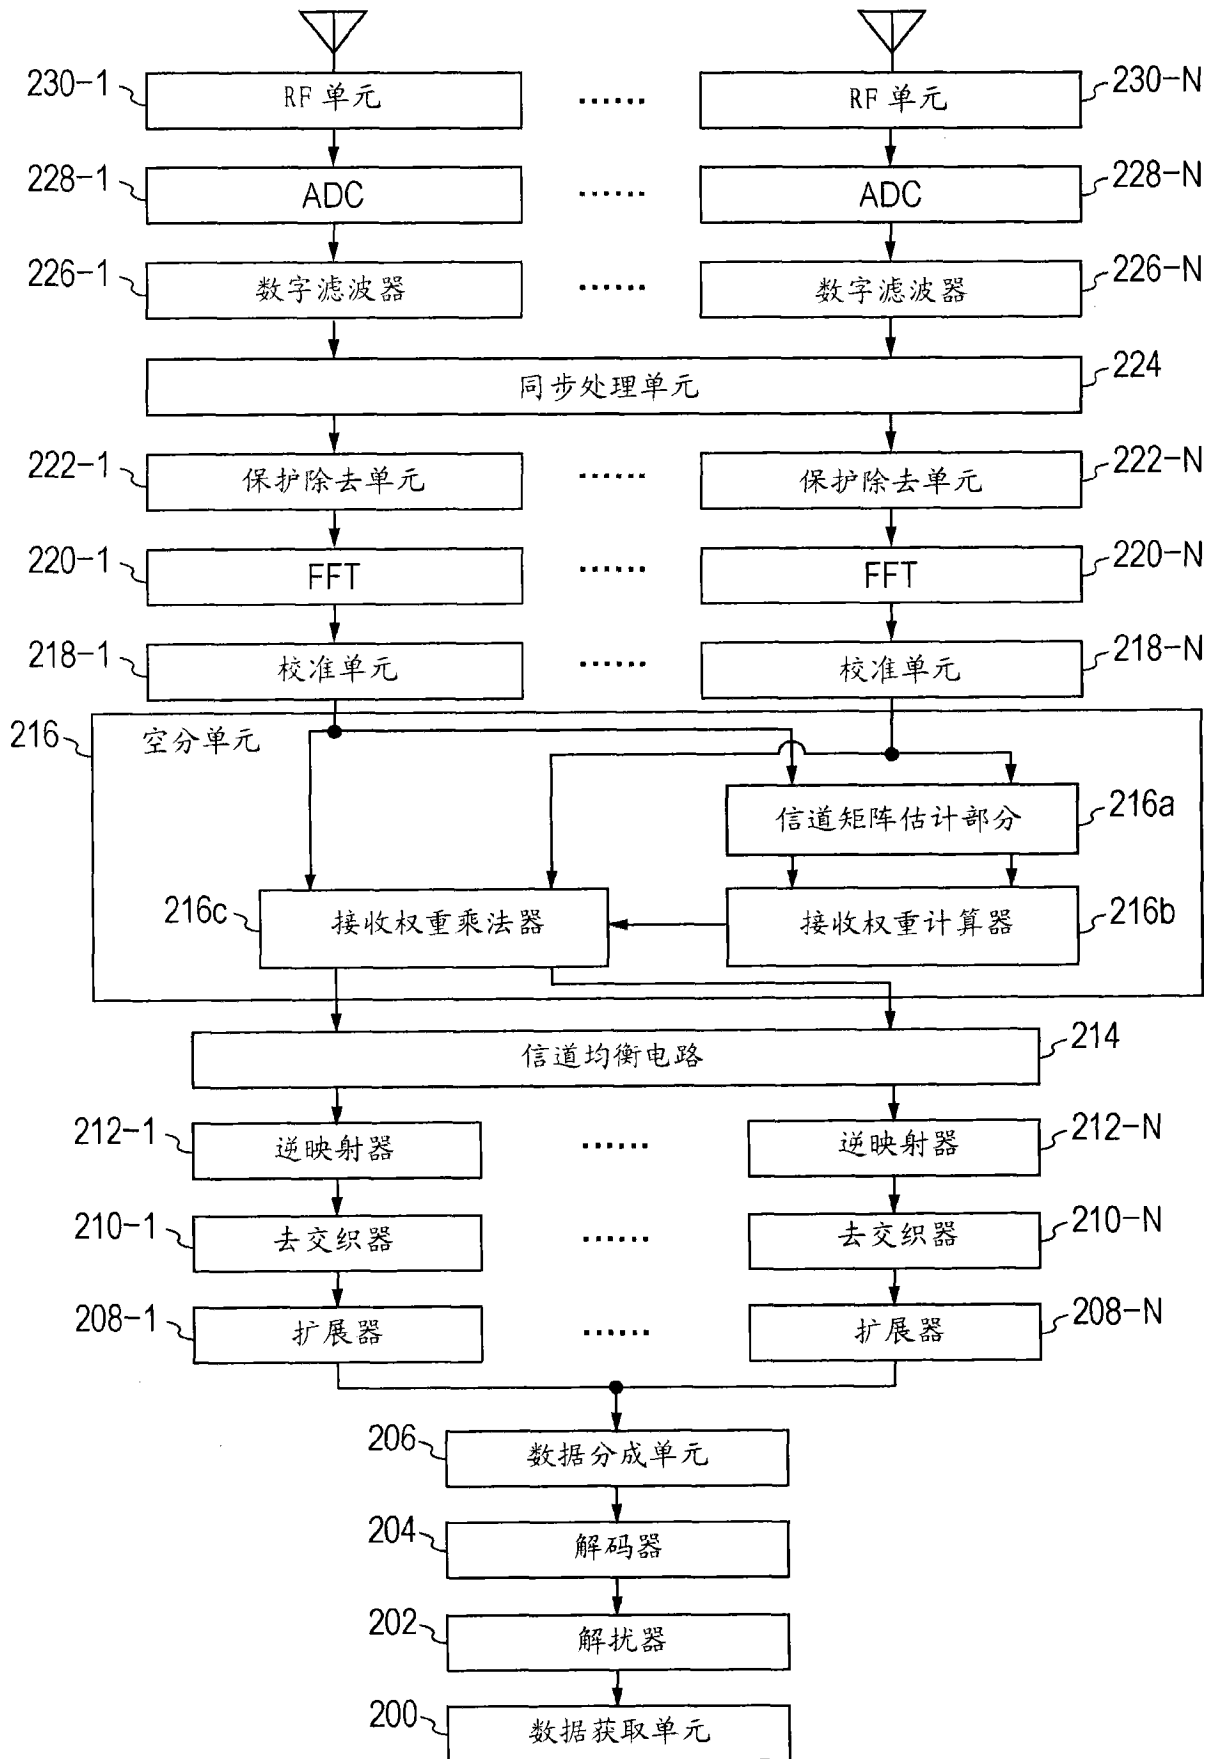 230-1 RF 单元 ...... RF 单元 230-N
228-1 ADC ...... ADC 228-N
226-1 数字滤波器 ...... 数字滤波器 226-N
同步处理单元 224
222-1 保护除去单元 ...... 保护除去单元 222-N
220-1 FFT ...... FFT 220-N
218-1 校准单元 ...... 校准单元 218-N
216 空分单元
信道矩阵估计部分 216a
216c 接收权重乘法器 接收权重计算器 216b
信道均衡电路 214
212-1 逆映射器 ...... 逆映射器 212-N
210-1 去交织器 ...... 去交织器 210-N
208-1 扩展器 ...... 扩展器 208-N
206 数据分成单元
204 解码器
202 解扰器
200 数据获取单元